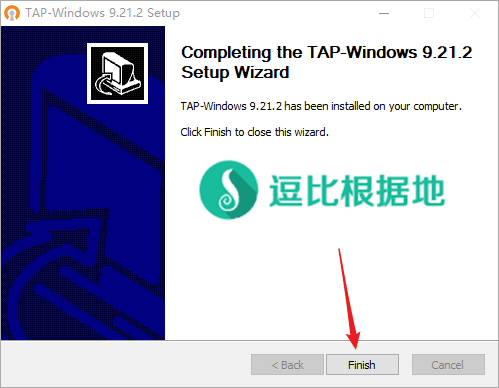 TAP-Windows 9.21.2 Setup
Completing the TAP-Windows 9.21.2
Setup Wizard
TAP-Windows 9.21.2 has been installed on your computer.
Click Finish to close this wizard.
逗比根据地
< Back
Finish
Cancel